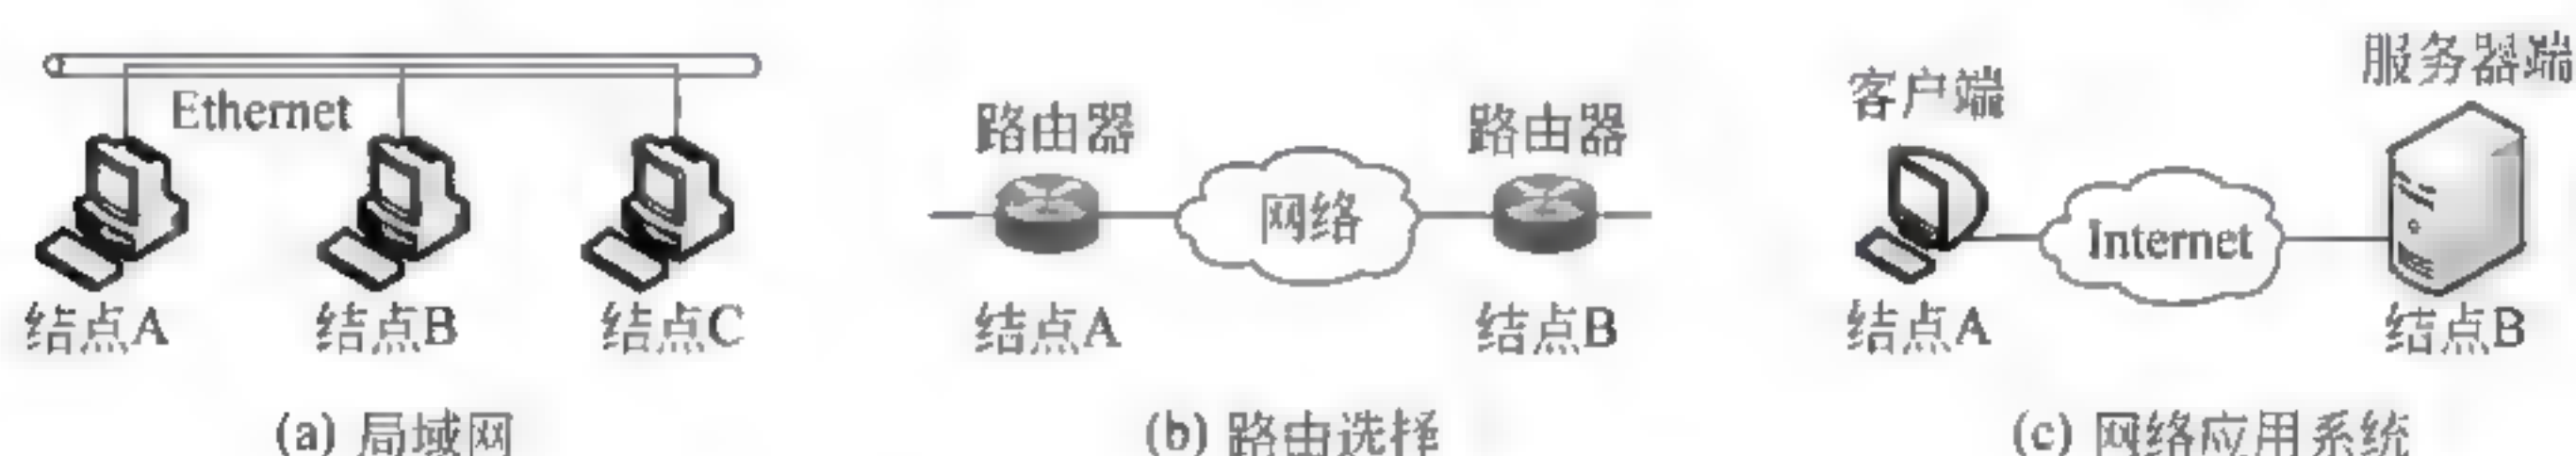 Ethernet
结点A
结点B
结点C
(a) 局域网
路由器
路由器
网络
结点A
结点B
(b) 路由选择
客户端
服务器端
Internet
结点A
结点B
(c) 网络应用系统